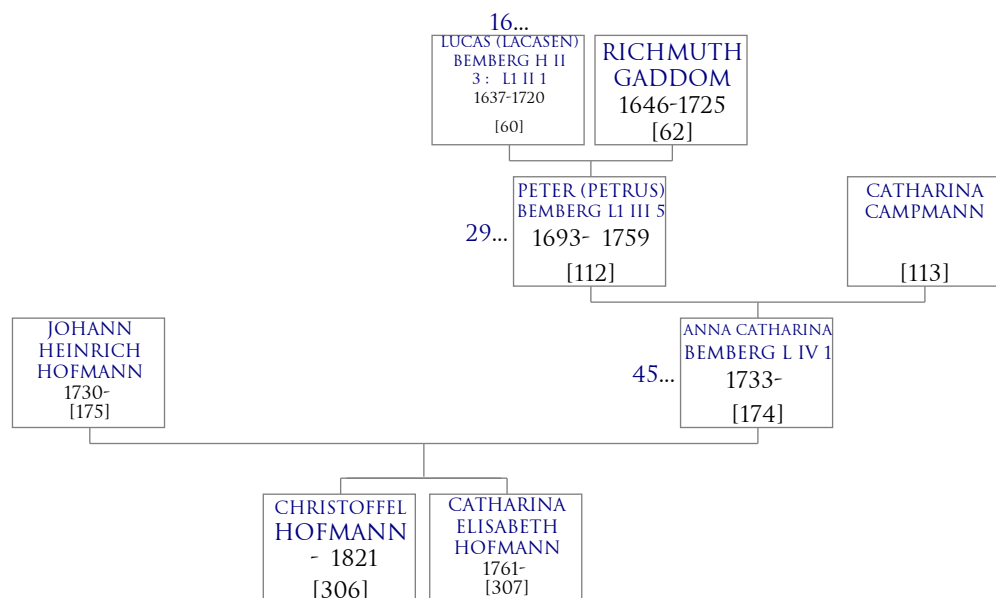 16...
LUCAS (LACASEN)
BEMBERG H II
3 : L1 II 1
1637-1720
[60]
RICHMUTH
GADDOM
1646-1725
[62]
29...
PETER (PETRUS)
BEMBERG L1 III 5
1693- 1759
[112]
CATHARINA
CAMPMANN
[113]
JOHANN
HEINRICH
HOFMANN
1730-
[175]
45...
ANNA CATHARINA
BEMBERG L IV 1
1733-
[174]
CHRISTOFFEL
HOFMANN
- 1821
[306]
CATHARINA
ELISABETH
HOFMANN
1761-
[307]